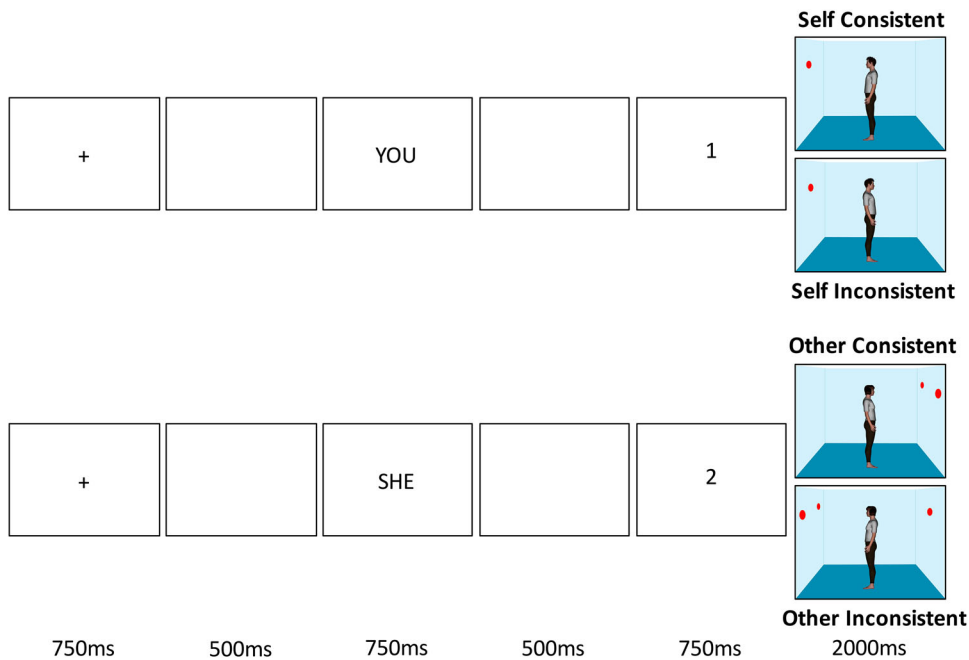 Self Consistent
+ YOU 1
Self Inconsistent
Other Consistent
+ SHE 2
Other Inconsistent
750ms 500ms 750ms 500ms 750ms 2000ms